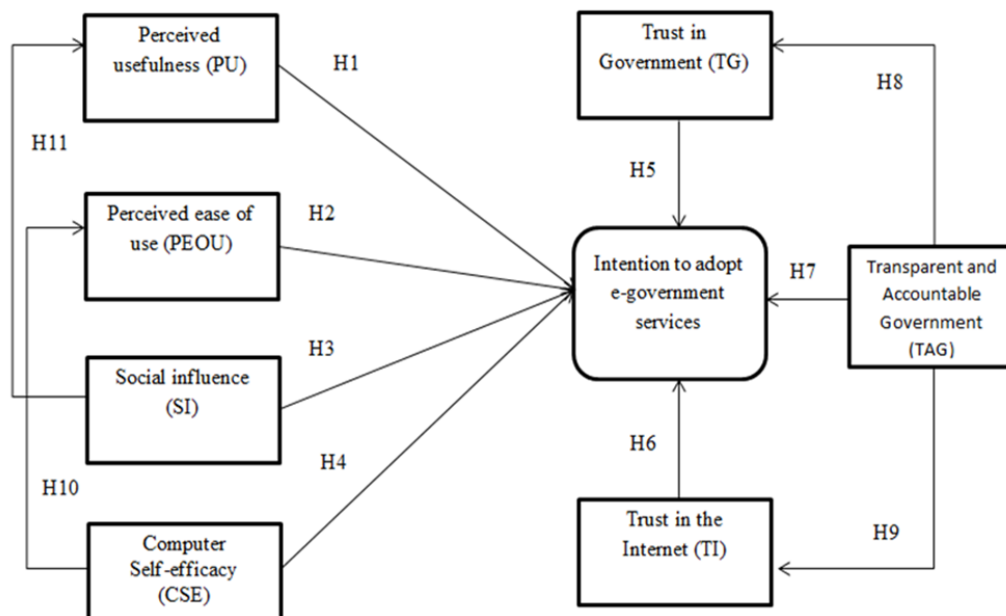 Perceived
usefulness (PU)
H1
Trust in
Government (TG)
H8
H11
H5
Perceived ease of
use (PEOU)
H2
Intention to adopt
e-government
services
H7
Transparent and
Accountable
Government
(TAG)
Social influence
(SI)
H3
H4
H6
H10
Computer
Self-efficacy
(CSE)
Trust in the
Internet (TI)
H9